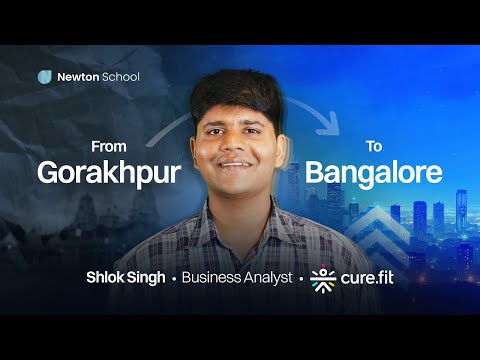 Newton School
From
Gorakhpur
To
Bangalore
Shlok Singh • Business Analyst • cure.fit